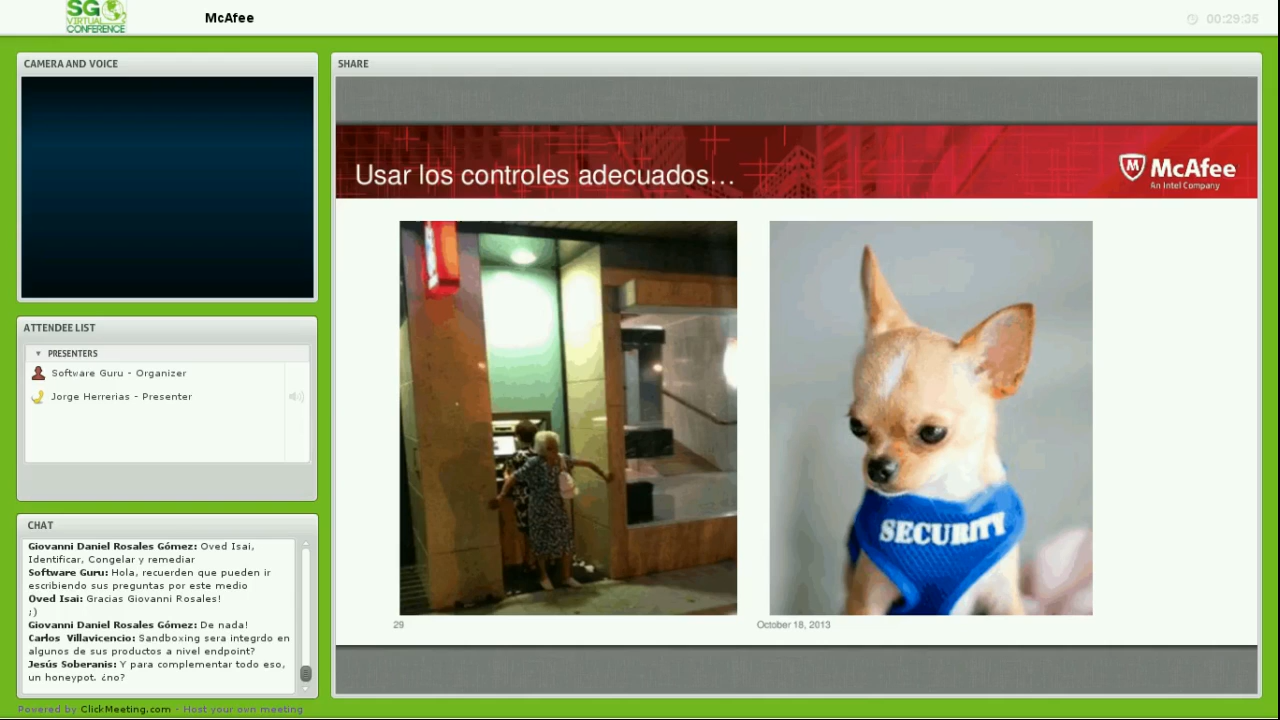 SG
VIRTUAL
CONFERENCE
McAfee
00:29:35
CAMERA AND VOICE
ATTENDEE LIST
PRESENTERS
Software Guru - Organizer
Jorge Herrerias - Presenter
CHAT
Giovanni Daniel Rosales Gómez: Oved Isai,
Identificar, Congelar y remediar
Software Guru: Hola, recuerden que pueden ir
escribiendo sus preguntas por este medio
Oved Isai: Gracias Giovanni Rosales!
;)
Giovanni Daniel Rosales Gómez: De nada!
Carlos Villavicencio: Sandboxing sera integrdo en
algunos de sus productos a nivel endpoint?
Jesús Soberanis: Y para complementar todo eso,
un honeypot. ¿no?
Powered by ClickMeeting.com - Host your own meeting
SHARE
Usar los controles adecuados...
McAfee
An Intel Company
SECURITY
29
October 18, 2013